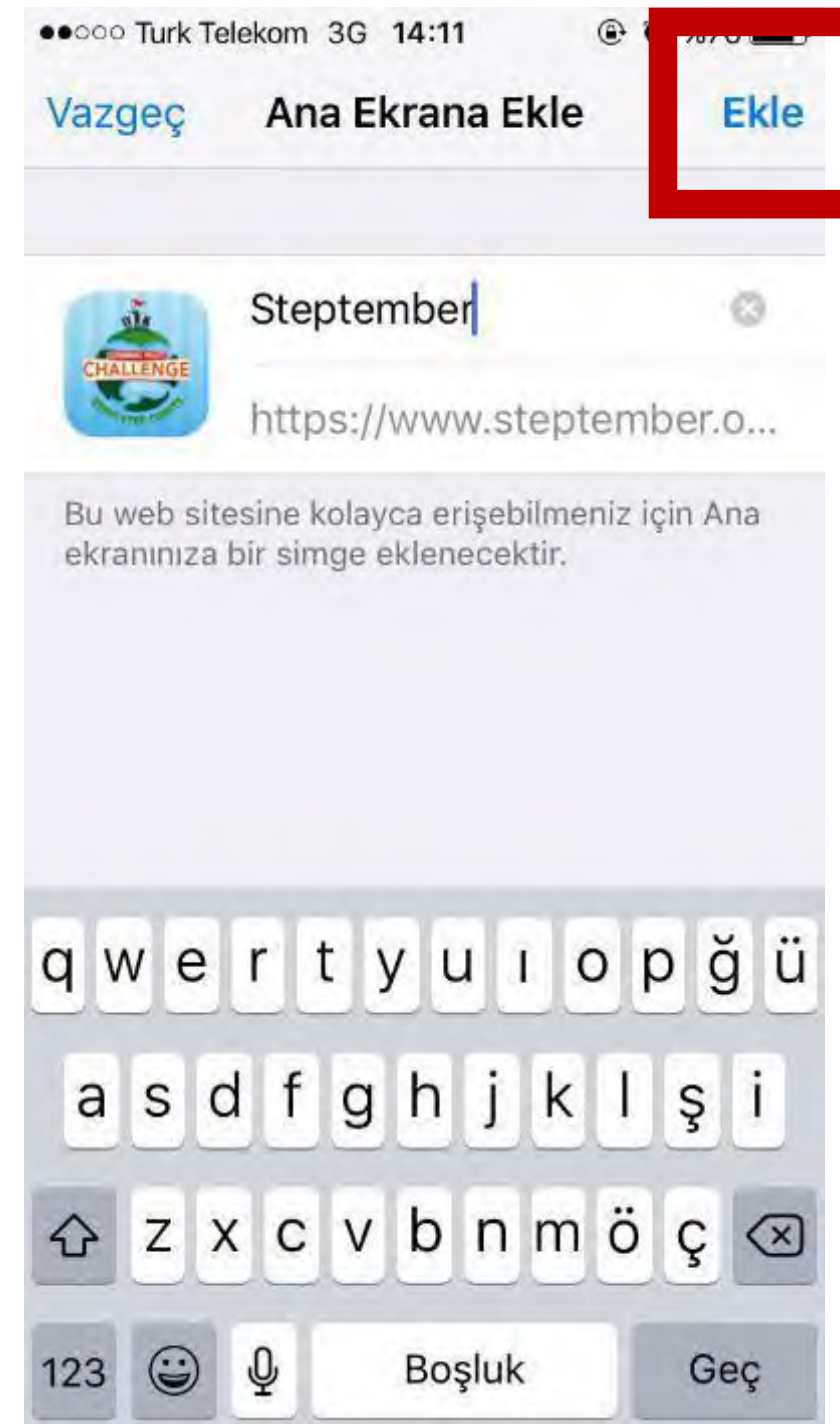 Turk Telekom 3G 14:11
Vazgeç Ana Ekrana Ekle Ekle
Steptember
CHALLENGE
https://www.steptember.o...
Bu web sitesine kolayca erişebilmeniz için Ana
ekranınıza bir simge eklenecektir.
q w e r t y u ı o p ğ ü
a s d f g h j k l ş i
z x c v b n m ö ç
123 Boşluk Geç